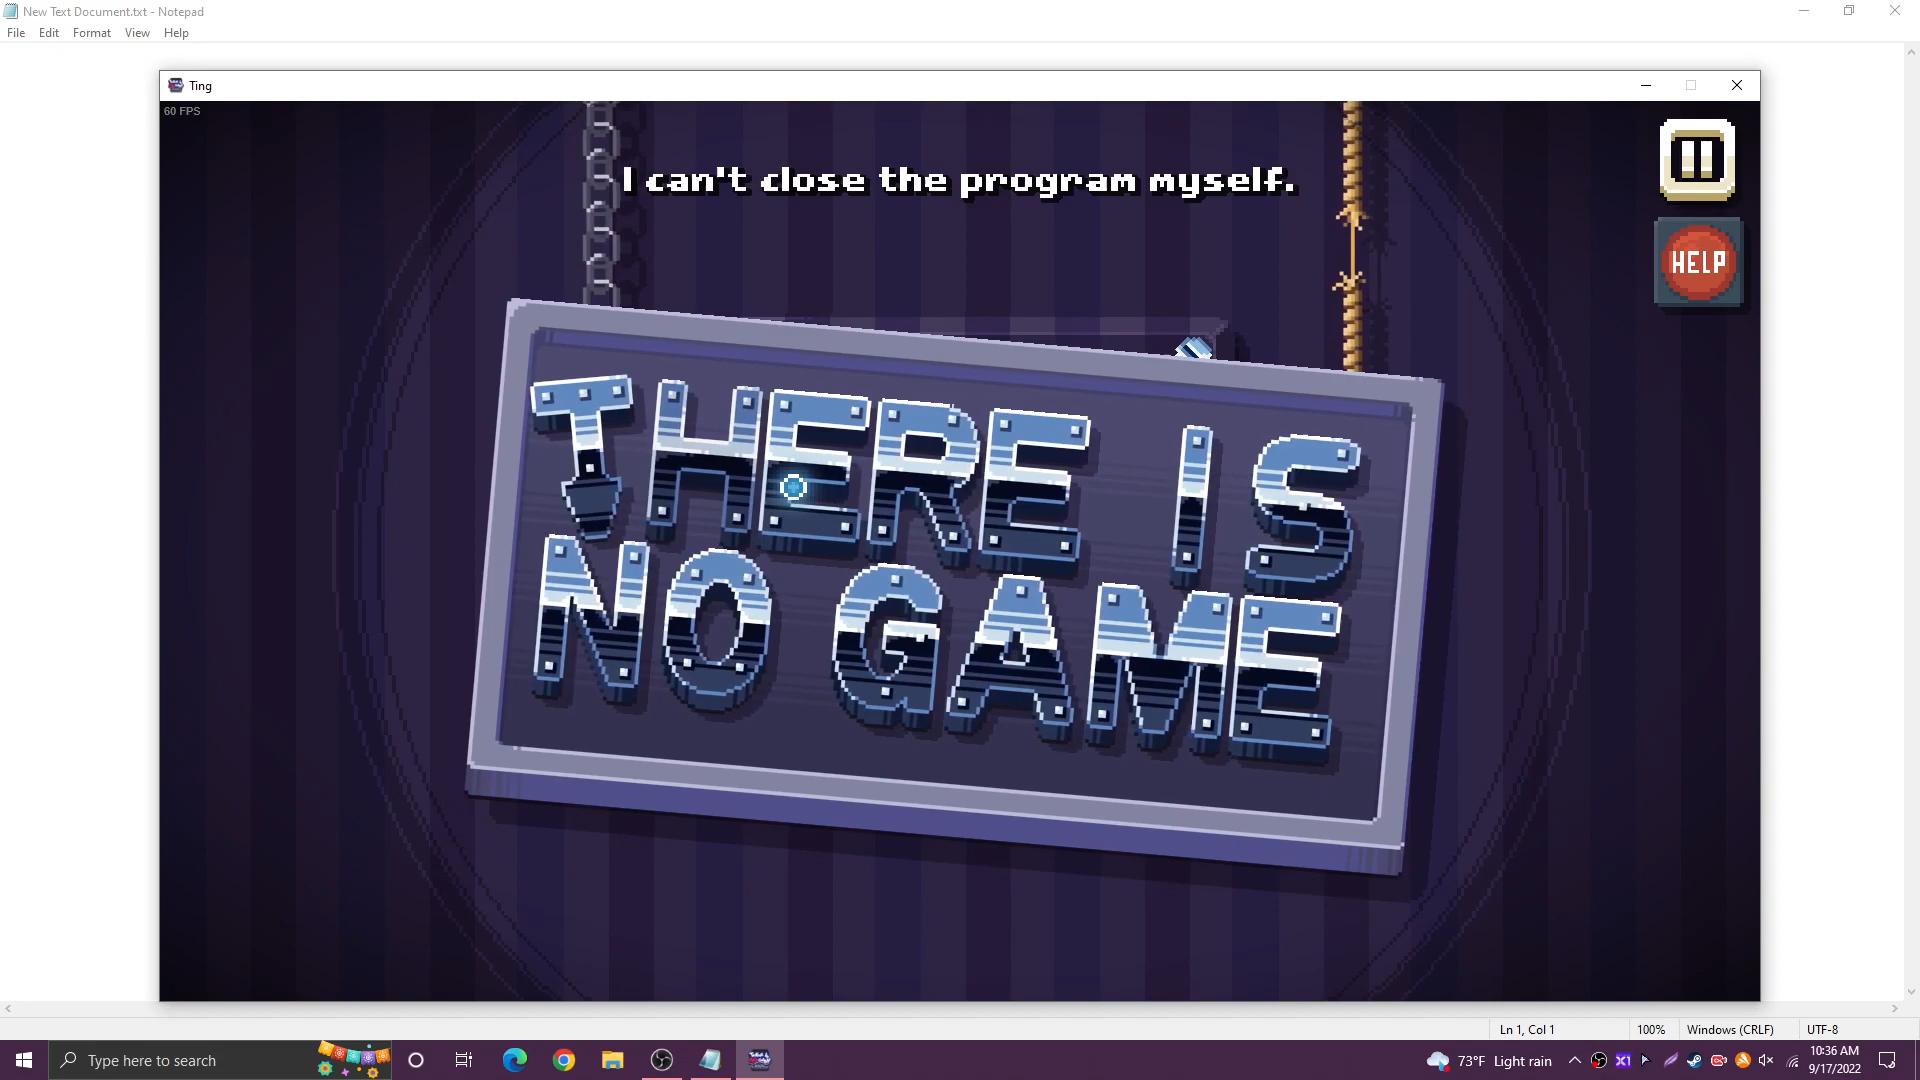 New Text Document.txt - Notepad
File Edit Format View Help
Ting
60 FPS
I can't close the program myself.
HELP
THERE IS
NO GAME
Ln 1, Col 1 100% Windows (CRLF) UTF-8
Type here to search
73°F Light rain
10:36 AM
9/17/2022